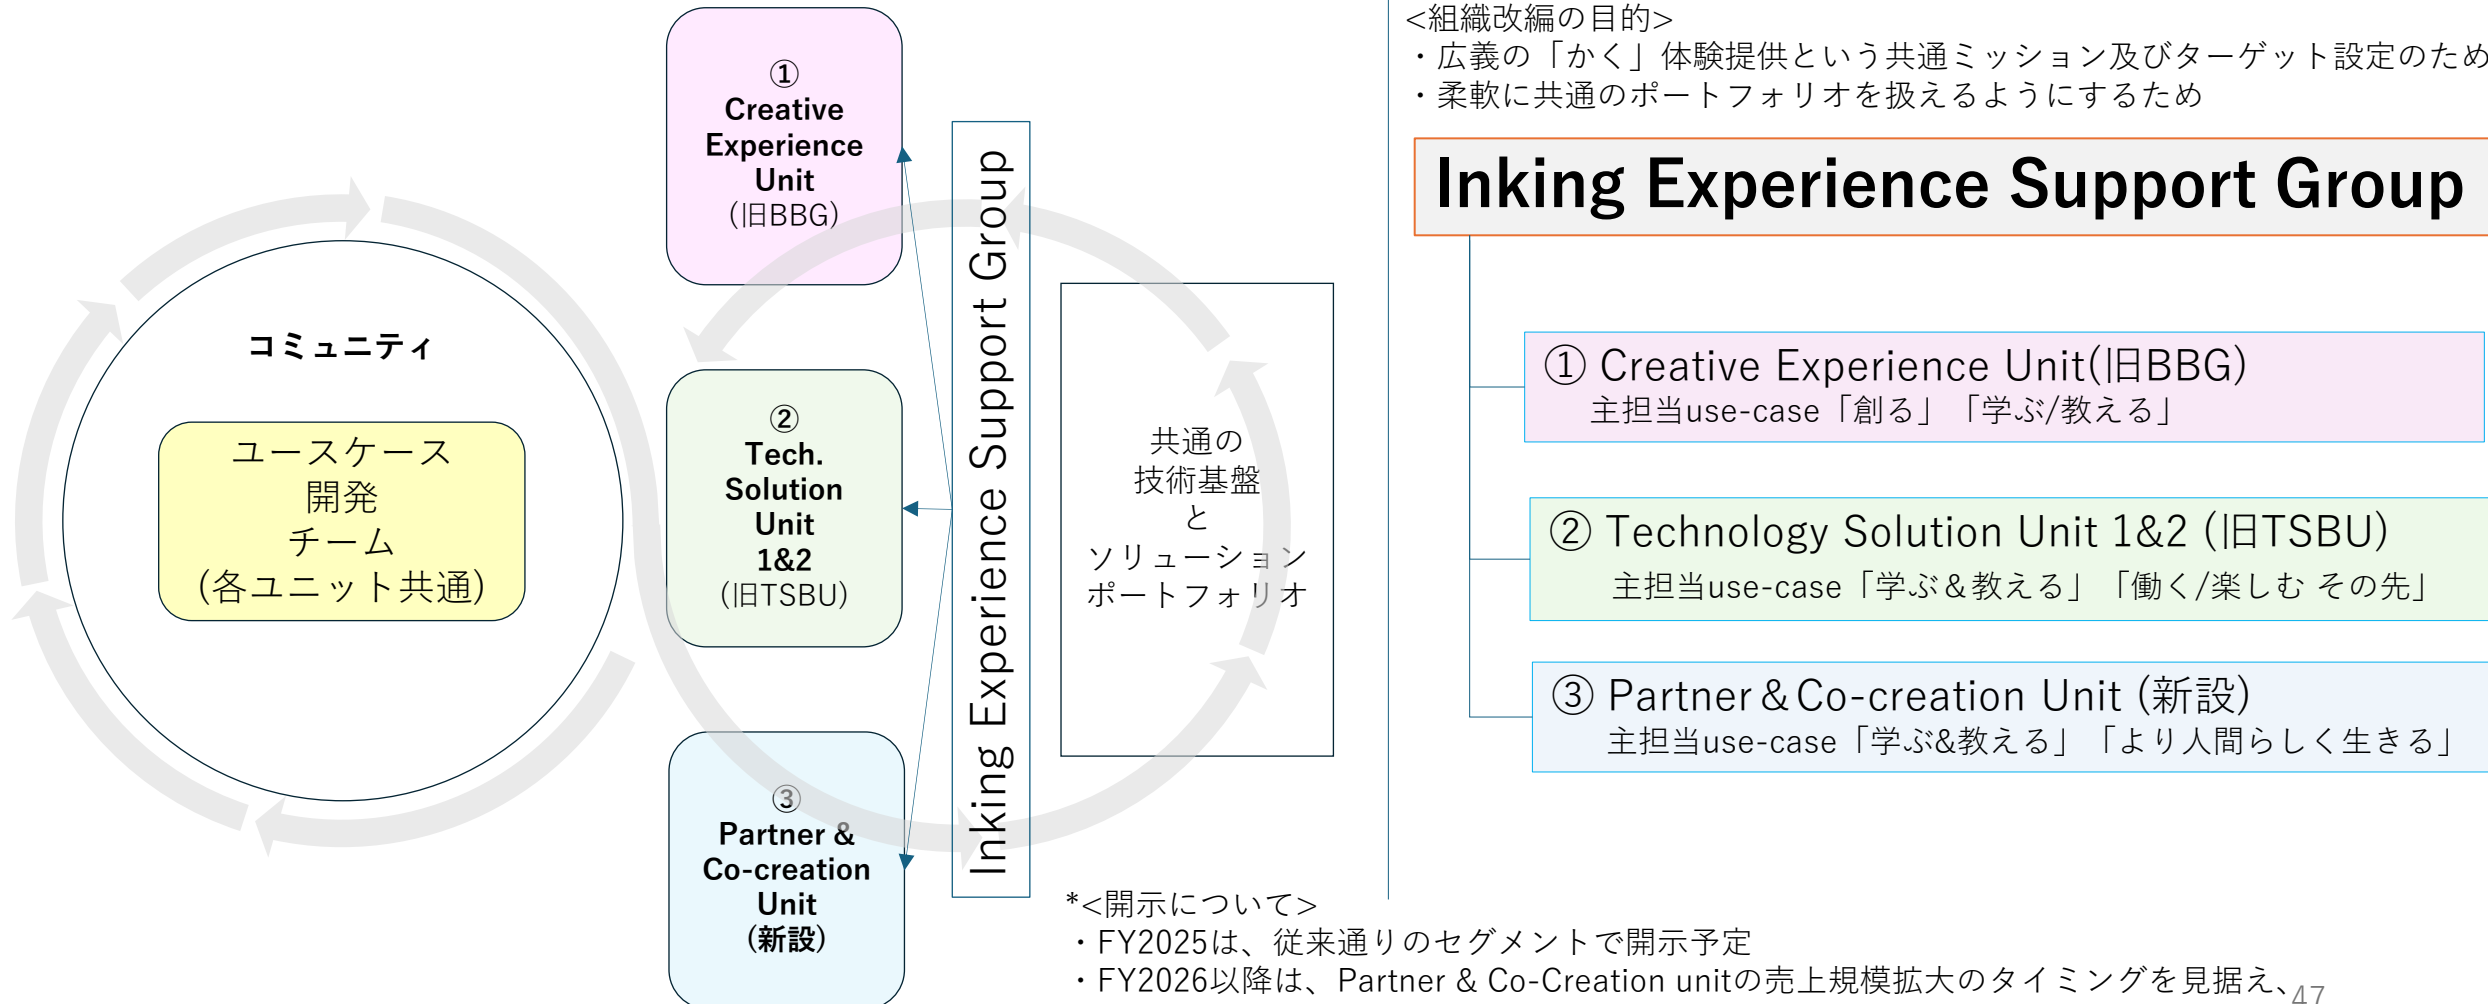 コミュニティ
ユースケース
開発
チーム
(各ユニット共通)
①
Creative
Experience
Unit
(旧BBG)
②
Tech.
Solution
Unit
1&2
(旧TSBU)
③
Partner &
Co-creation
Unit
(新設)
Inking Experience Support Group
共通の
技術基盤
と
ソリューション
ポートフォリオ
<組織改編の目的>
・広義の「かく」体験提供という共通ミッション及びターゲット設定のため
・柔軟に共通のポートフォリオを扱えるようにするため
Inking Experience Support Group
① Creative Experience Unit(旧BBG)
主担当use-case「創る」「学ぶ/教える」
② Technology Solution Unit 1&2 (旧TSBU)
主担当use-case「学ぶ＆教える」「働く/楽しむ その先」
③ Partner＆Co-creation Unit (新設)
主担当use-case「学ぶ&教える」「より人間らしく生きる」
*<開示について>
・FY2025は、従来通りのセグメントで開示予定
・FY2026以降は、Partner & Co-Creation unitの売上規模拡大のタイミングを見据え、
47